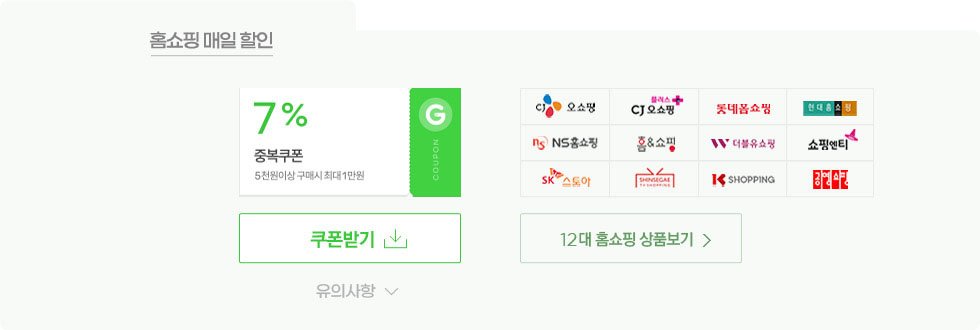 홈쇼핑 매일 할인
7%
중복쿠폰
5천원이상 구매시 최대 1만원
G
COUPON
쿠폰받기
유의사항
CJ 오쇼핑
플러스
CJ 오쇼핑
롯데홈쇼핑
현대홈쇼핑
ns NS홈쇼핑
홈&쇼핑
W 더블유쇼핑
쇼핑엔티
SK 스토아
SHINSEGAE
TV SHOPPING
K SHOPPING
공영쇼핑
12대 홈쇼핑 상품보기